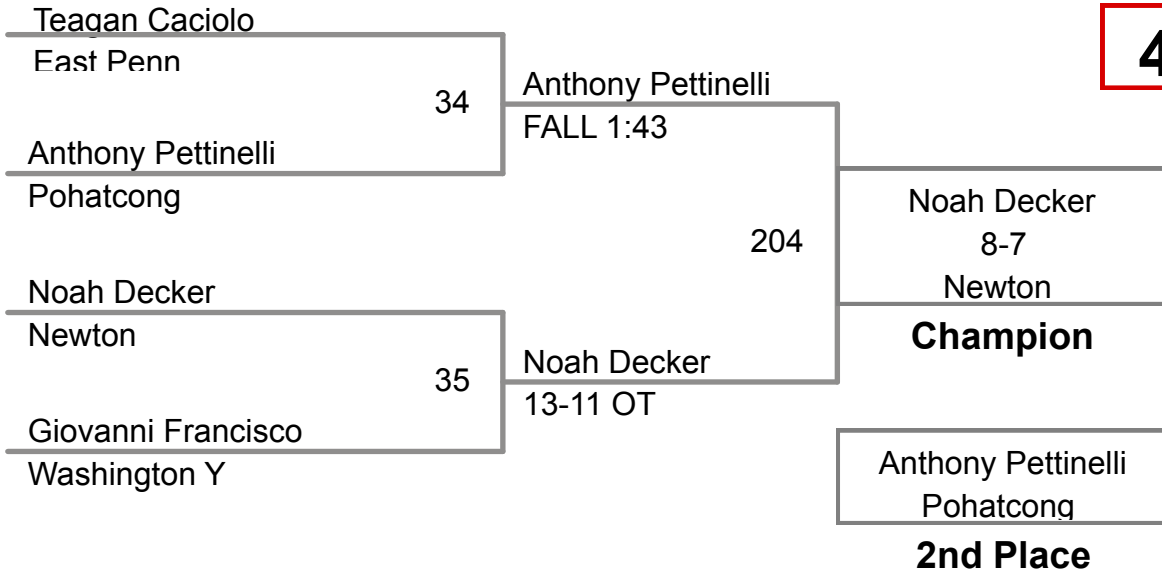 Teagan Caciolo
East Penn
34
Anthony Pettinelli
FALL 1:43
Anthony Pettinelli
Pohatcong
204
Noah Decker
8-7
Newton
Champion
Noah Decker
Newton
35
Noah Decker
13-11 OT
Giovanni Francisco
Washington Y
Anthony Pettinelli
Pohatcong
2nd Place